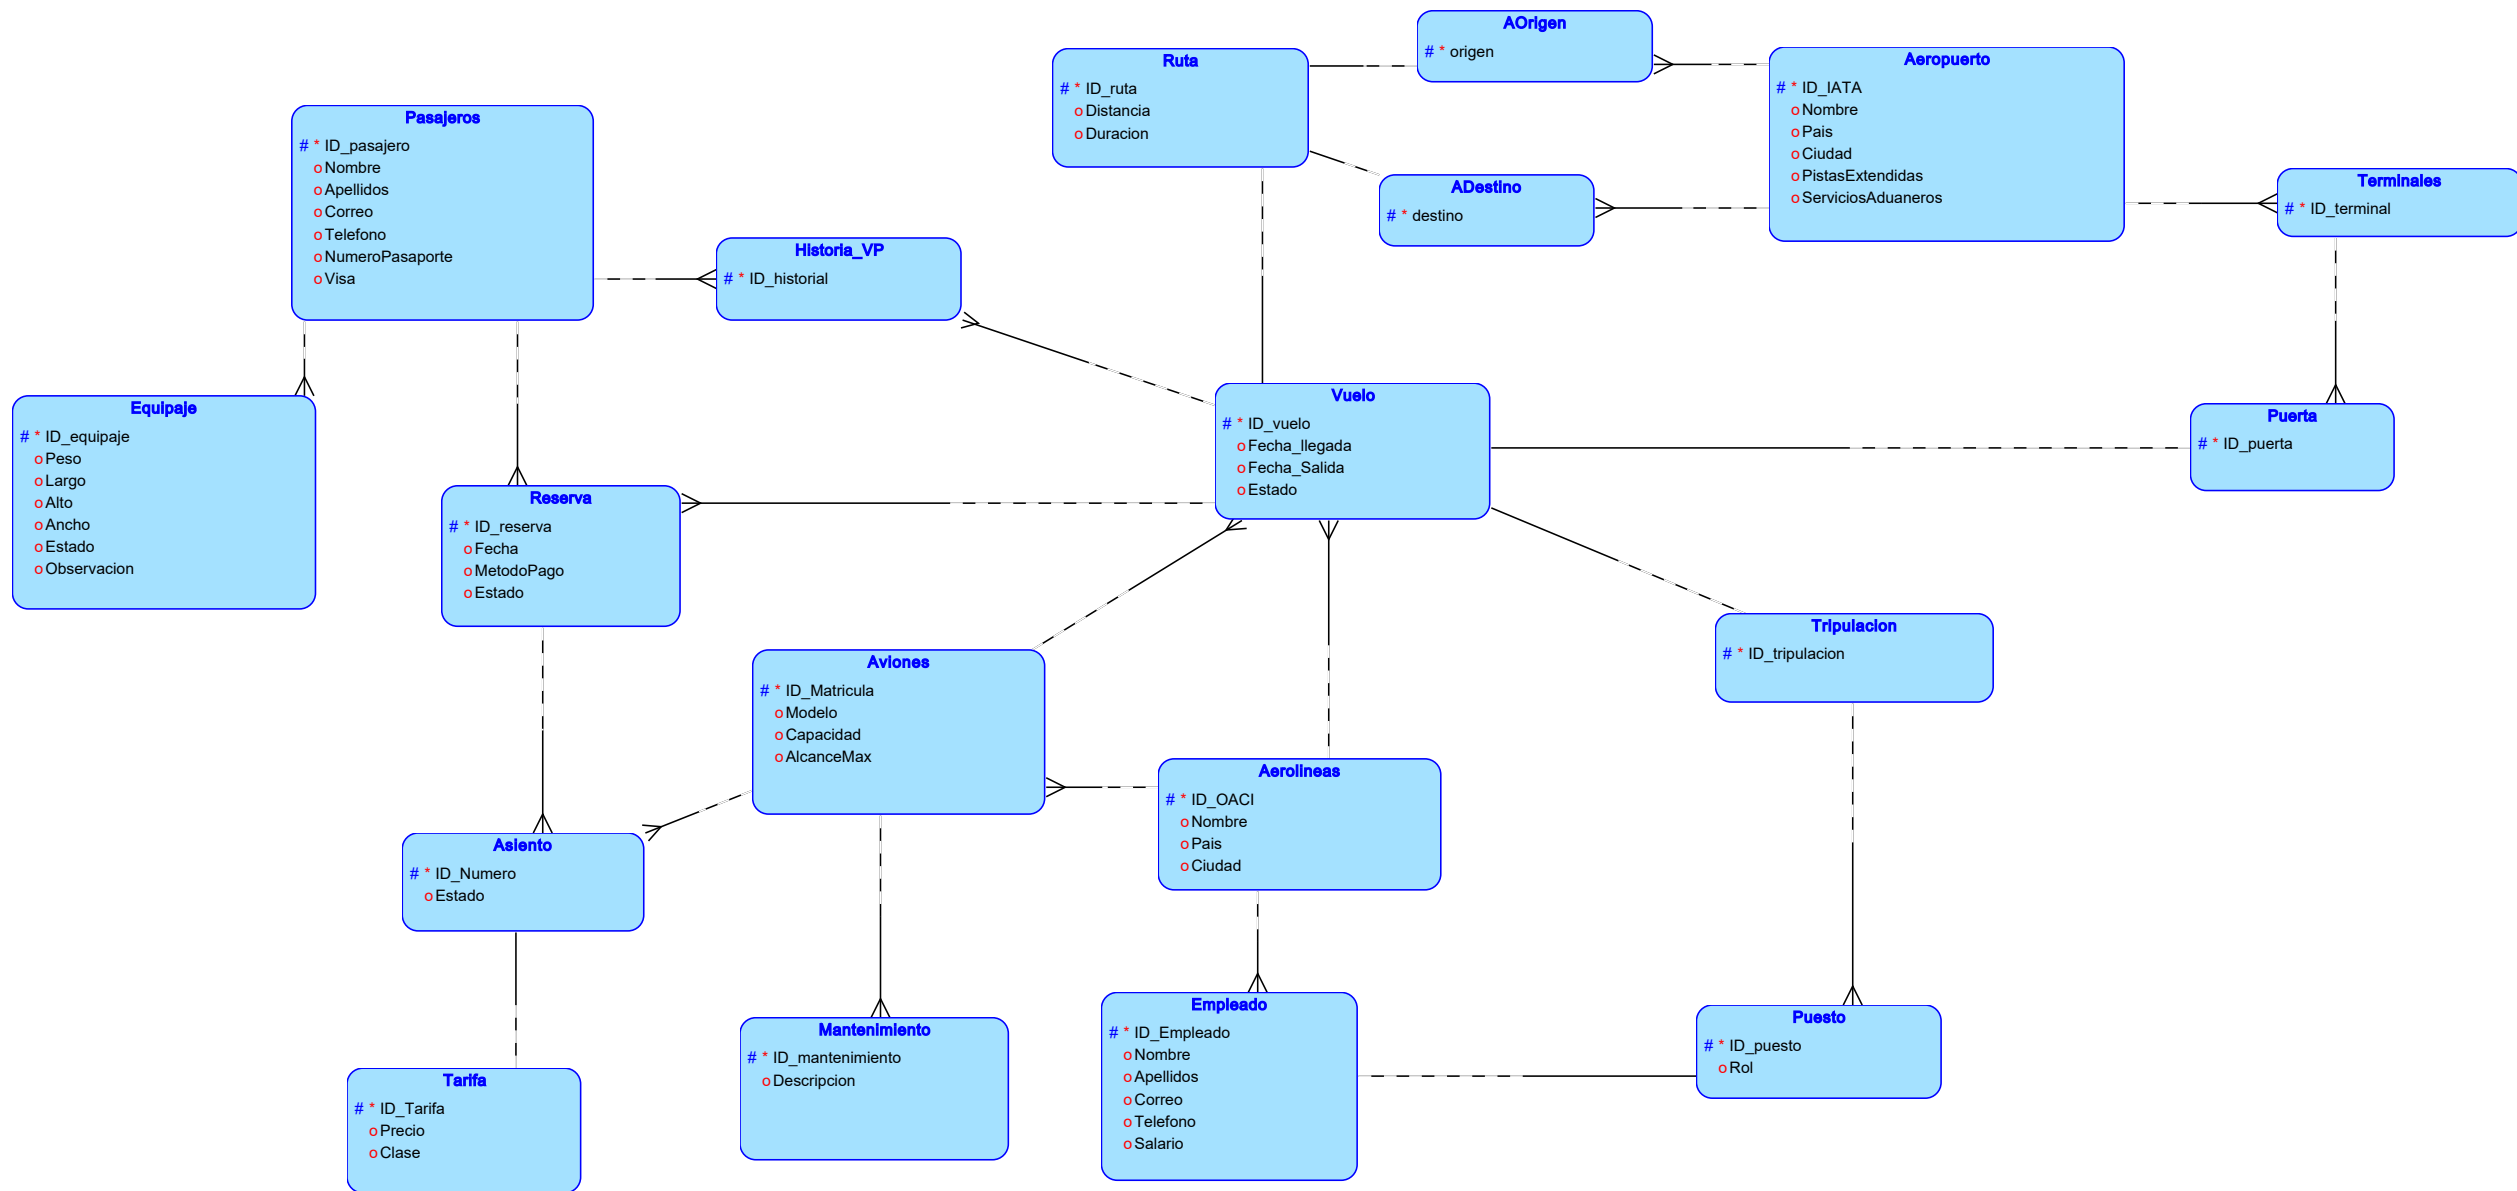 AOrigen
# * origen
Ruta
# * ID_ruta
o Distancia
o Duracion
Aeropuerto
# * ID_IATA
o Nombre
o Pais
o Ciudad
o PistasExtendidas
o ServiciosAduaneros
Pasajeros
# * ID_pasajero
o Nombre
o Apellidos
o Correo
o Telefono
o NumeroPasaporte
o Visa
ADestino
# * destino
Terminales
# * ID_terminal
Historia_VP
# * ID_historial
Equipaje
# * ID_equipaje
o Peso
o Largo
o Alto
o Ancho
o Estado
o Observacion
Vuelo
# * ID_vuelo
o Fecha_llegada
o Fecha_Salida
o Estado
Puerta
# * ID_puerta
Reserva
# * ID_reserva
o Fecha
o MetodoPago
o Estado
Tripulacion
# * ID_tripulacion
Aviones
# * ID_Matricula
o Modelo
o Capacidad
o AlcanceMax
Aerolineas
# * ID_OACI
o Nombre
o Pais
o Ciudad
Asiento
# * ID_Numero
o Estado
Empleado
# * ID_Empleado
o Nombre
o Apellidos
o Correo
o Telefono
o Salario
Puesto
# * ID_puesto
o Rol
Mantenimiento
# * ID_mantenimiento
o Descripcion
Tarifa
# * ID_Tarifa
o Precio
o Clase